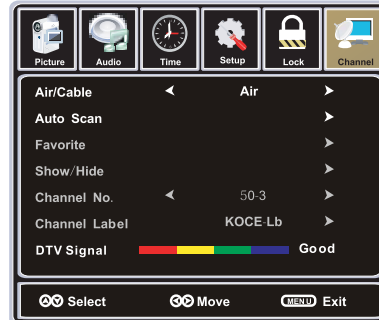 Picture Audio Time Setup Lock Channel
Air/Cable Air
Auto Scan
Favorite
Show/Hide
Channel No. 50-3
Channel Label KOCE-Lb
DTV Signal Good
Select Move MENU Exit